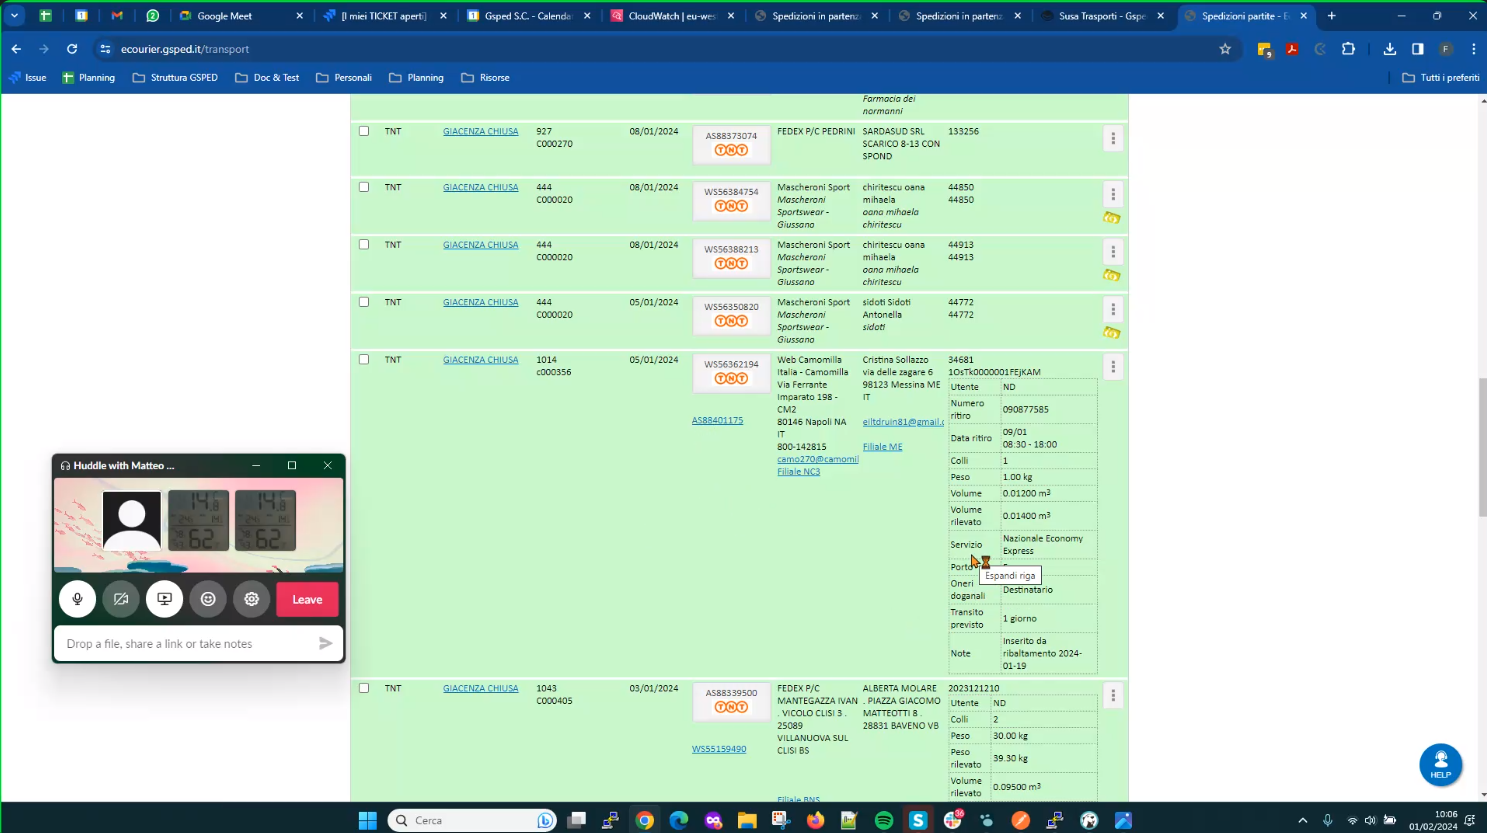 Google Meet
[I miei TICKET aperti]
Gsped S.C. - Calenda
CloudWatch | eu-wes
Spedizioni in partenz
Spedizioni in partenz
Susa Trasporti - Gspe
Spedizioni partite - E
ecourier.gsped.it/transport
Issue
Planning
Struttura GSPED
Doc & Test
Personali
Planning
Risorse
Tutti i preferiti
Farmacia dei
normanni
TNT
GIACENZA CHIUSA
927
C000270
08/01/2024
AS88373074
TNT
FEDEX P/C PEDRINI
SARDASUD SRL
SCARICO 8-13 CON
SPOND
133256
TNT
GIACENZA CHIUSA
444
C000020
08/01/2024
WS56384754
TNT
Mascheroni Sport
Mascheroni
Sportswear -
Giussano
chiritescu oana
mihaela
oana mihaela
chiritescu
44850
44850
TNT
GIACENZA CHIUSA
444
C000020
08/01/2024
WS56388213
TNT
Mascheroni Sport
Mascheroni
Sportswear -
Giussano
chiritescu oana
mihaela
oana mihaela
chiritescu
44913
44913
TNT
GIACENZA CHIUSA
444
C000020
05/01/2024
WS56350820
TNT
Mascheroni Sport
Mascheroni
Sportswear -
Giussano
sidoti Sidoti
Antonella
sidoti
44772
44772
TNT
GIACENZA CHIUSA
1014
c000356
05/01/2024
WS56362194
TNT
AS88401175
Web Camomilla
Italia - Camomilla
Via Ferrante
Imparato 198 -
CM2
80146 Napoli NA
IT
800-142815
camo270@camomil
Filiale NC3
Cristina Sollazzo
via delle zagare 6
98123 Messina ME
IT
eiltdruin81@gmail.c
Filiale ME
34681
1OsTk0000001FEjKAM
Utente ND
Numero
ritiro
090877585
Data ritiro
09/01
08:30 - 18:00
Colli 1
Peso 1.00 kg
Volume 0.01200 m³
Volume
rilevato
0.01400 m³
Servizio
Nazionale Economy
Express
Porto
Espandi riga
Oneri
doganali
Destinatario
Transito
previsto
1 giorno
Note
Inserito da
ribaltamento 2024-
01-19
TNT
GIACENZA CHIUSA
1043
C000405
03/01/2024
AS88339500
TNT
WS55159490
FEDEX P/C
MANTEGAZZA IVAN
. VICOLO CLISI 3 .
25089
VILLANUOVA SUL
CLISI BS
Filiale BNS
ALBERTA MOLARE
. PIAZZA GIACOMO
MATTEOTTI 8 .
28831 BAVENO VB
2023121210
Utente ND
Colli 2
Peso 30.00 kg
Peso
rilevato
39.30 kg
Volume
rilevato
0.09500 m³
Huddle with Matteo ...
62
62
Leave
Drop a file, share a link or take notes
HELP
Cerca
36
10:06
01/02/2024